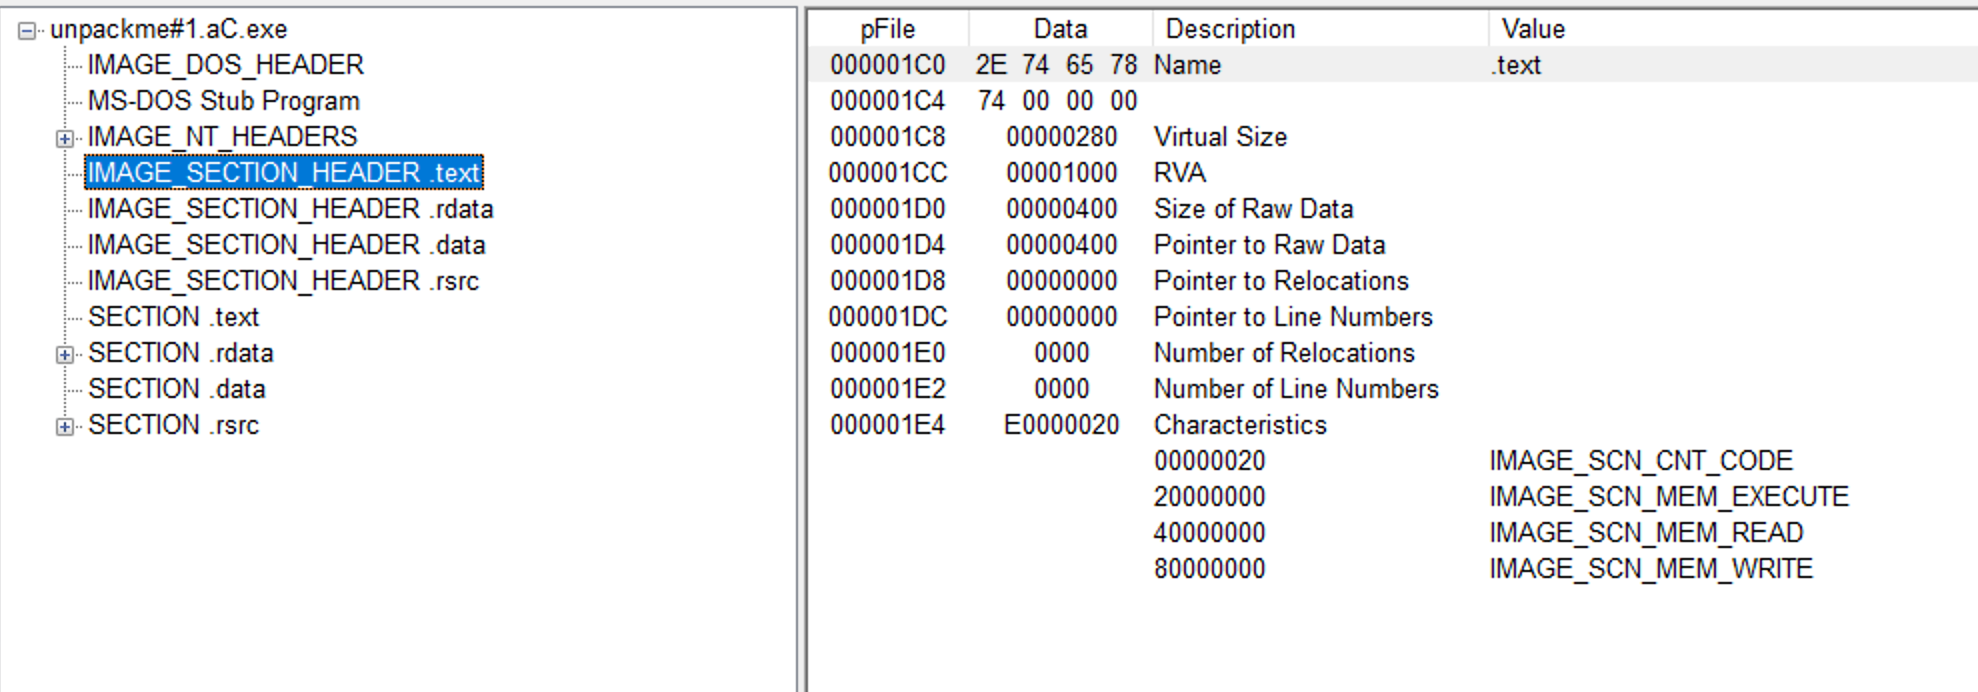 unpackme#1.aC.exe
IMAGE_DOS_HEADER
MS-DOS Stub Program
IMAGE_NT_HEADERS
IMAGE_SECTION_HEADER .text
IMAGE_SECTION_HEADER .rdata
IMAGE_SECTION_HEADER .data
IMAGE_SECTION_HEADER .rsrc
SECTION .text
SECTION .rdata
SECTION .data
SECTION .rsrc
pFile Data Description Value
000001C0 2E 74 65 78 Name .text
000001C4 74 00 00 00
000001C8 00000280 Virtual Size
000001CC 00001000 RVA
000001D0 00000400 Size of Raw Data
000001D4 00000400 Pointer to Raw Data
000001D8 00000000 Pointer to Relocations
000001DC 00000000 Pointer to Line Numbers
000001E0 0000 Number of Relocations
000001E2 0000 Number of Line Numbers
000001E4 E0000020 Characteristics
00000020 IMAGE_SCN_CNT_CODE
20000000 IMAGE_SCN_MEM_EXECUTE
40000000 IMAGE_SCN_MEM_READ
80000000 IMAGE_SCN_MEM_WRITE